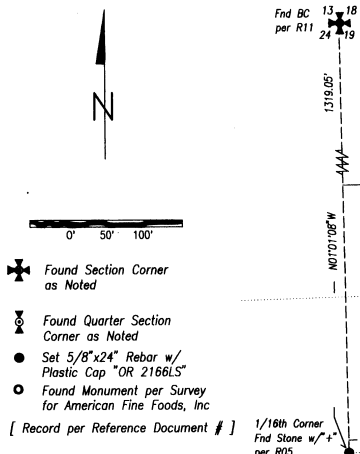 Fnd BC
per R11
13 18
24 19
1319.05'
N
N01°01'08"W
0' 50' 100'
Found Section Corner
as Noted
Found Quarter Section
Corner as Noted
Set 5/8"x24" Rebar w/
Plastic Cap "OR 2166LS"
Found Monument per Survey
for American Fine Foods, Inc
[ Record per Reference Document # ]
1/16th Corner
Fnd Stone w/"+"
per R05